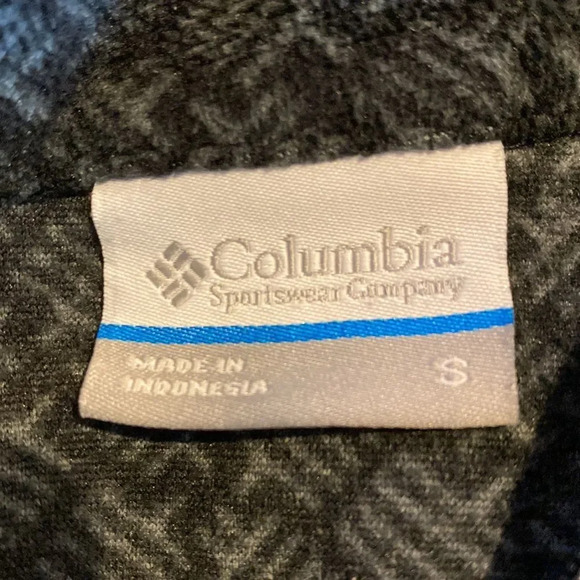 Columbia
Sportswear Company
MADE IN
INDONESIA
S